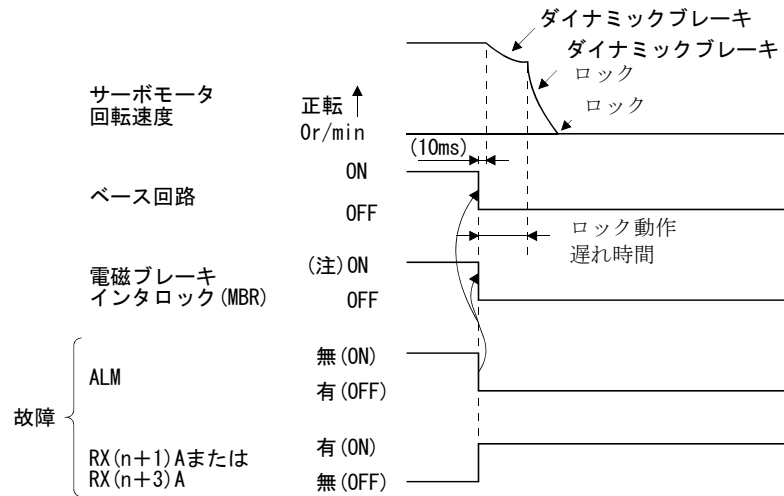 ダイナミックブレーキ
ダイナミックブレーキ
ロック
ロック
サーボモータ
回転速度
正転
0r/min
(10ms)
ベース回路
ON
OFF
ロック動作
遅れ時間
電磁ブレーキ
インタロック(MBR)
(注)ON
OFF
故障
ALM
無(ON)
有(OFF)
RX(n+1)Aまたは
RX(n+3)A
有(ON)
無(OFF)